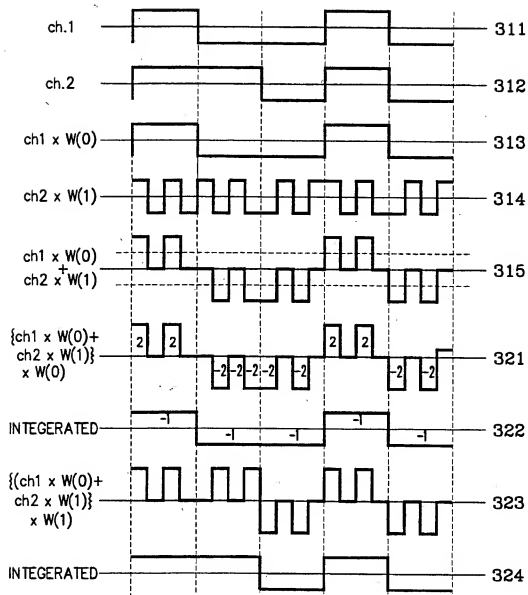 ch.1 311
ch.2 312
ch1 x W(0) 313
ch2 x W(1) 314
ch1 x W(0)
+
ch2 x W(1) 315
{ch1 x W(0)+
ch2 x W(1)}
x W(0)
2 2 -2 -2 -2 -2 -2 2 2 -2 -2 321
INTEGERATED -1 -1 -1 -1 -1 322
{(ch1 x W(0)+
ch2 x W(1)}
x W(1) 323
INTEGERATED 324